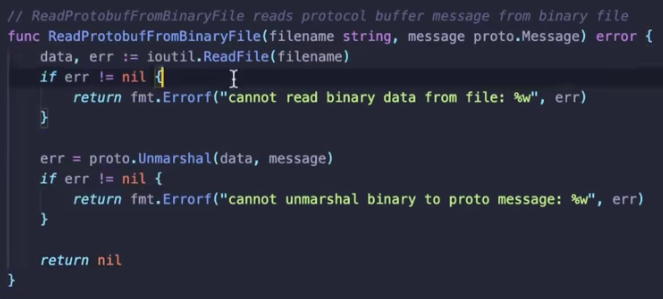 // ReadProtobufFromBinaryFile reads protocol buffer message from binary file
func ReadProtobufFromBinaryFile(filename string, message proto.Message) error {
    data, err := ioutil.ReadFile(filename)
    if err != nil {
        return fmt.Errorf("cannot read binary data from file: %w", err)
    }

    err = proto.Unmarshal(data, message)
    if err != nil {
        return fmt.Errorf("cannot unmarshal binary to proto message: %w", err)
    }

    return nil
}